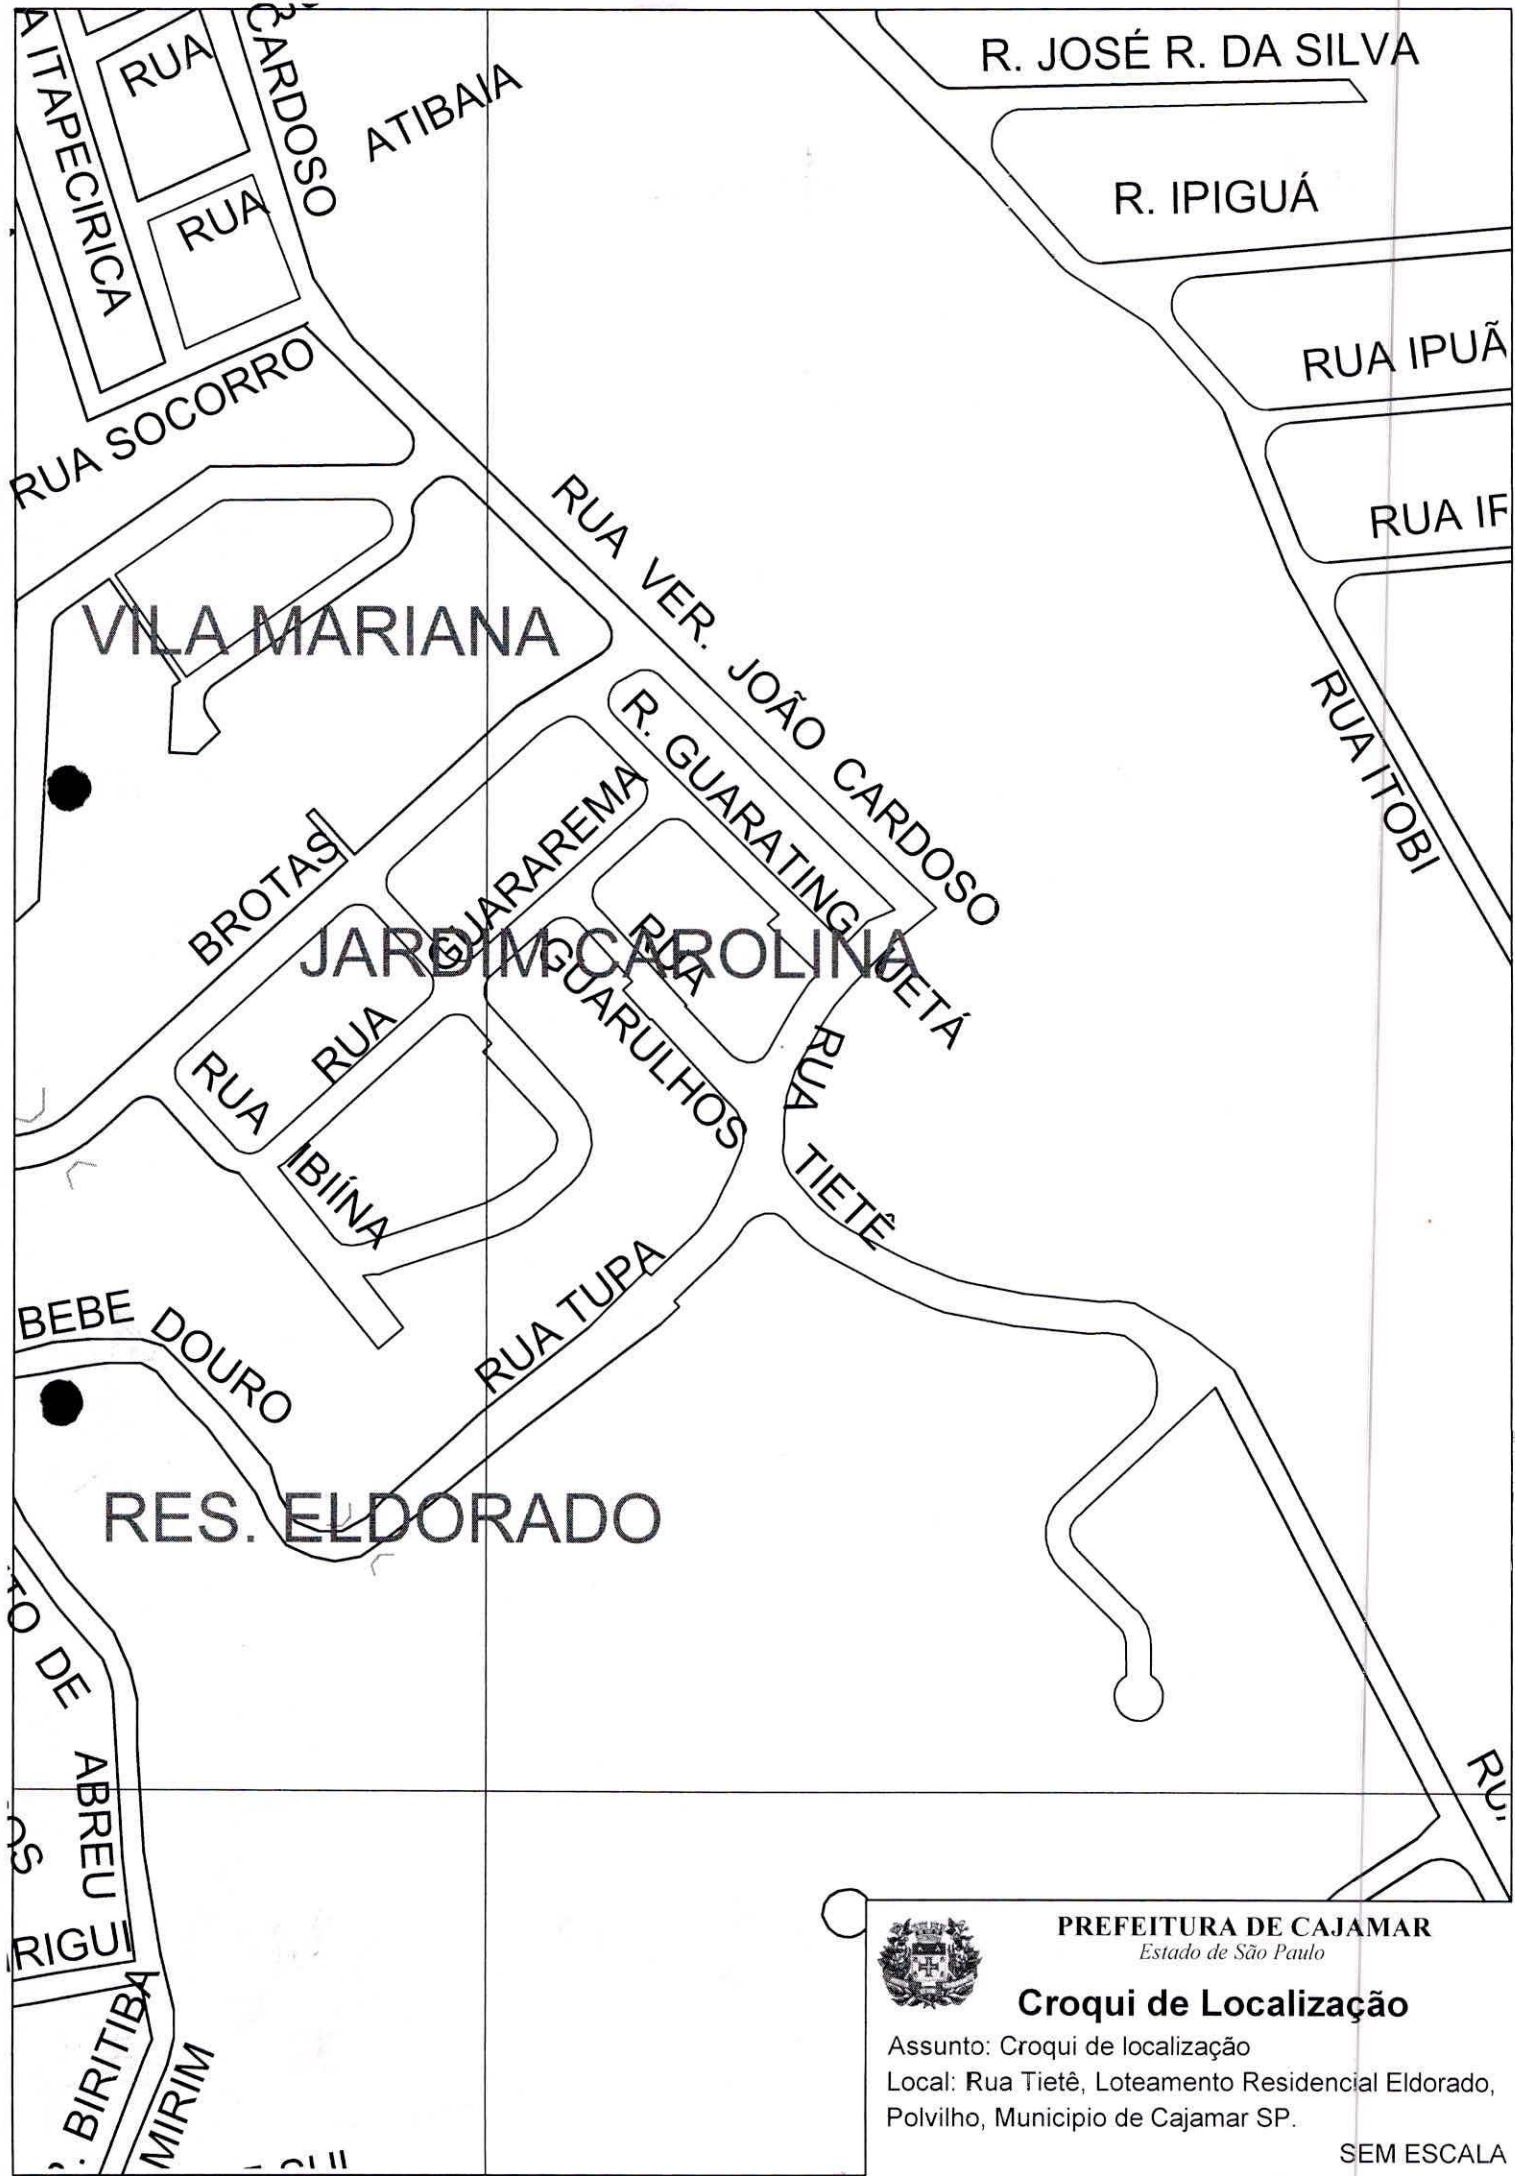 A ITAPECIRICA
RUA
CARDOSO
ATIBAIA
RUA
RUA SOCORRO
R. JOSÉ R. DA SILVA
R. IPIGUÁ
RUA IPUÃ
RUA
RUA ITOBI
RUA VER. JOÃO CARDOSO
VILA MARIANA
R. GUARATINGUETÁ
BROTAS
RUA GUARAREMA
JARDIM CAROLINA
RUA GUARULHOS
RUA IBIÍNA
RUA TIETÊ
RUA TUPA
BEBE DOURO
RES. ELDORADO
TO DE ABREU
OS
RIGUI
BIRITIBA
MIRIM
PREFEITURA DE CAJAMAR
Estado de São Paulo
Croqui de Localização
Assunto: Croqui de localização
Local: Rua Tietê, Loteamento Residencial Eldorado,
Polvilho, Municipio de Cajamar SP.
SEM ESCALA